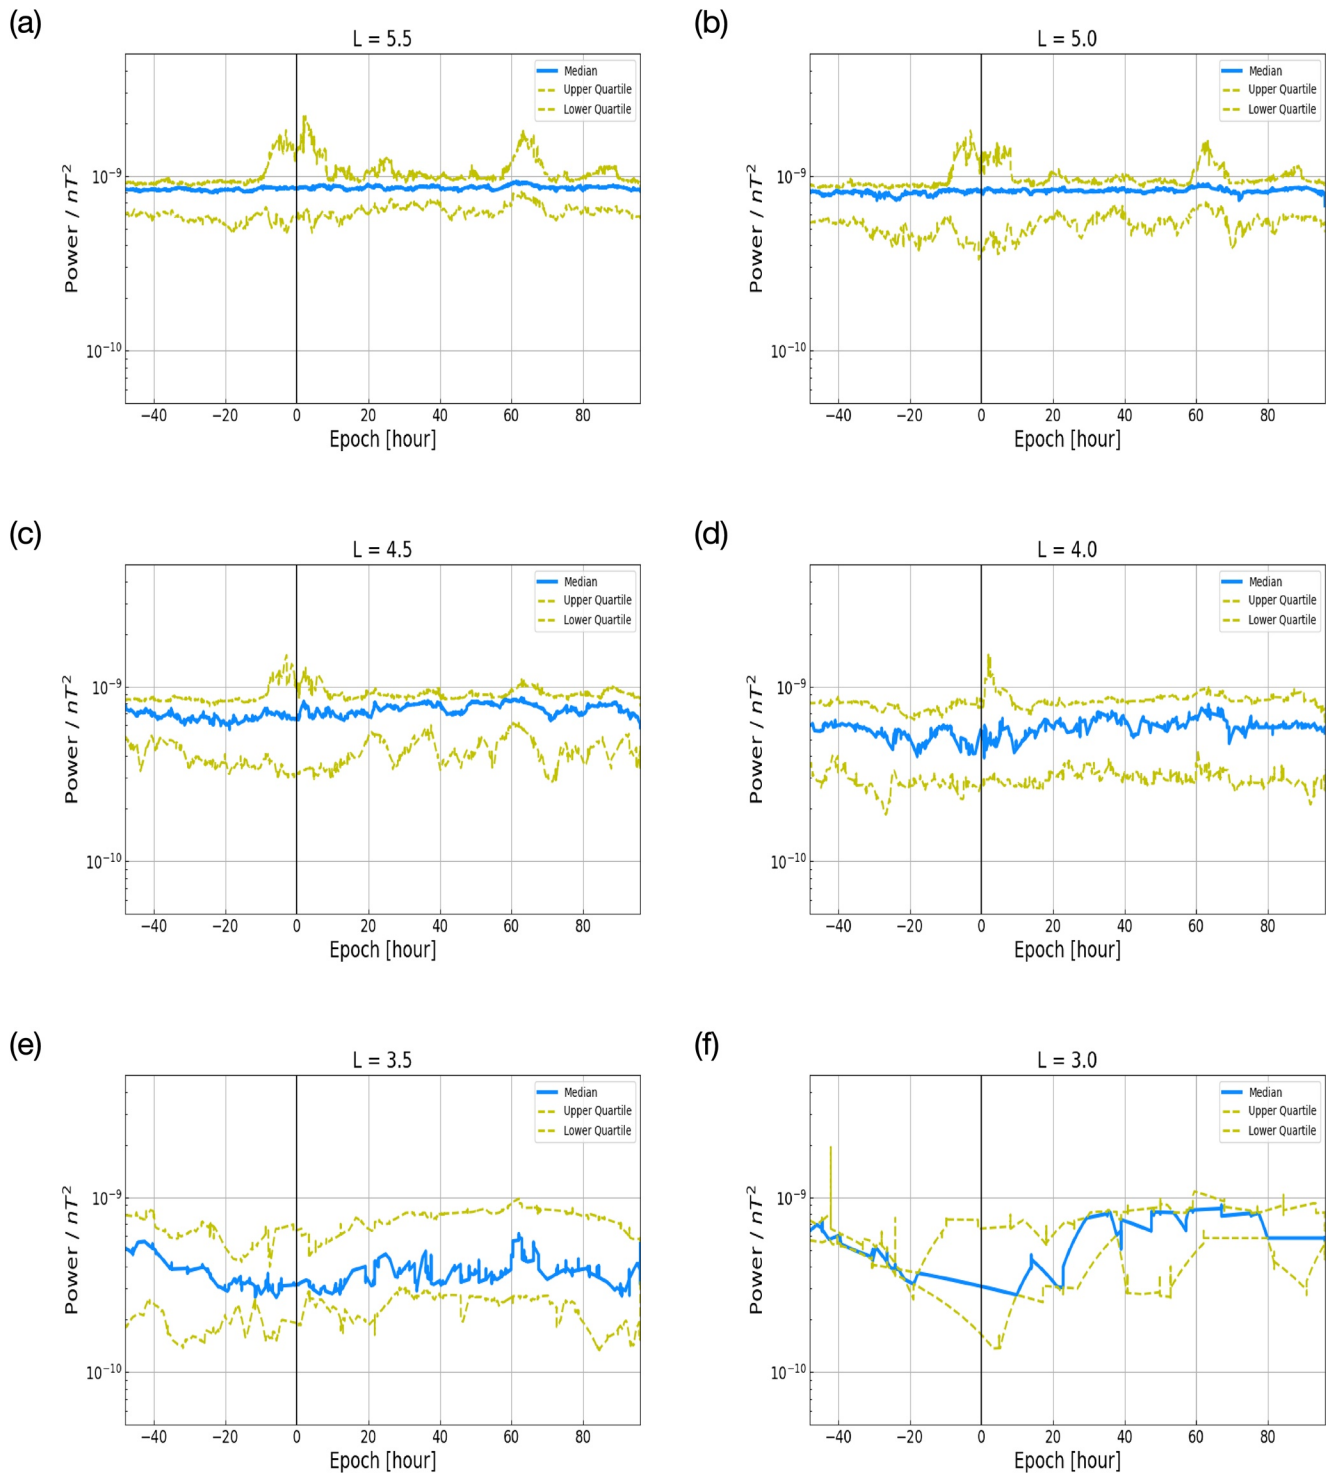 (a)
L = 5.5
Median
Upper Quartile
Lower Quartile
Power / nT²
10⁻⁹
10⁻¹⁰
−40 −20 0 20 40 60 80
Epoch [hour]
(b)
L = 5.0
Median
Upper Quartile
Lower Quartile
Power / nT²
10⁻⁹
10⁻¹⁰
−40 −20 0 20 40 60 80
Epoch [hour]
(c)
L = 4.5
Median
Upper Quartile
Lower Quartile
Power / nT²
10⁻⁹
10⁻¹⁰
−40 −20 0 20 40 60 80
Epoch [hour]
(d)
L = 4.0
Median
Upper Quartile
Lower Quartile
Power / nT²
10⁻⁹
10⁻¹⁰
−40 −20 0 20 40 60 80
Epoch [hour]
(e)
L = 3.5
Median
Upper Quartile
Lower Quartile
Power / nT²
10⁻⁹
10⁻¹⁰
−40 −20 0 20 40 60 80
Epoch [hour]
(f)
L = 3.0
Median
Upper Quartile
Lower Quartile
Power / nT²
10⁻⁹
10⁻¹⁰
−40 −20 0 20 40 60 80
Epoch [hour]